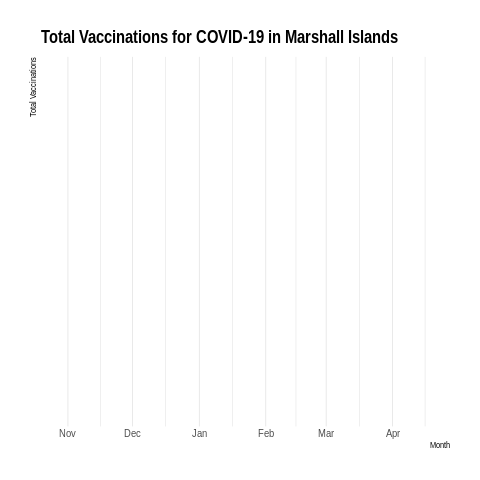 Total Vaccinations for COVID-19 in Marshall Islands
Total Vaccinations
Nov Dec Jan Feb Mar Apr
Month